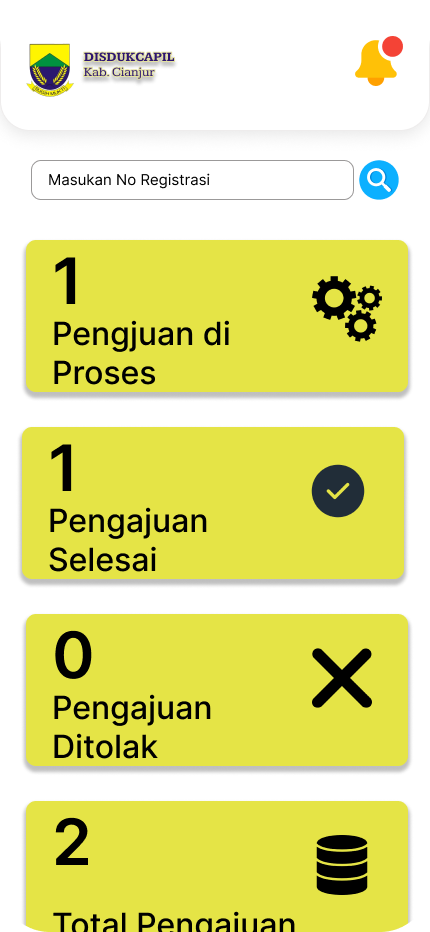 DISDUKCAPIL
Kab. Cianjur
Masukan No Registrasi
1
Pengjuan di
Proses
1
Pengajuan
Selesai
0
Pengajuan
Ditolak
2
Total Pengajuan